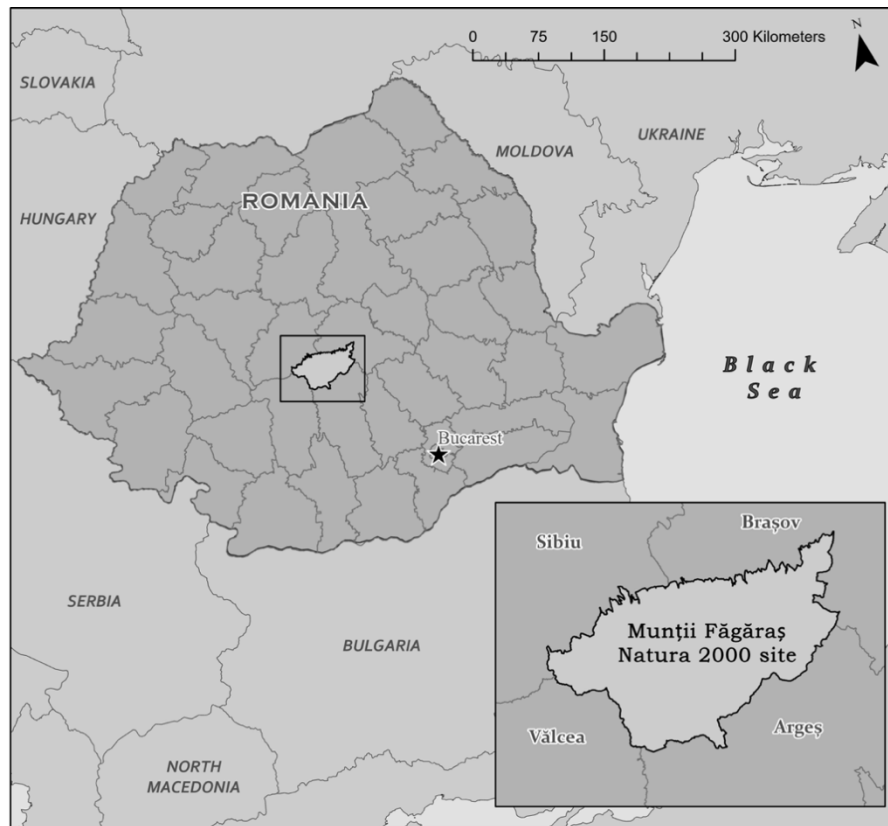 N
0 75 150 300 Kilometers
SLOVAKIA
UKRAINE
MOLDOVA
HUNGARY
ROMANIA
Black
Sea
Bucarest
Brașov
Sibiu
Munții Făgăraș
Natura 2000 site
SERBIA
BULGARIA
Vâlcea
Argeș
NORTH
MACEDONIA